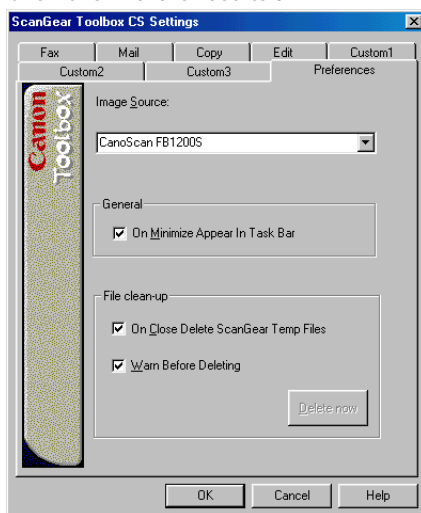 ScanGear Toolbox CS Settings
Fax Mail Copy Edit Custom1
Custom2 Custom3 Preferences
Canon
Toolbox
Image Source:
CanoScan FB1200S
General
On Minimize Appear In Task Bar
File clean-up
On Close Delete ScanGear Temp Files
Warn Before Deleting
Delete now
OK Cancel Help